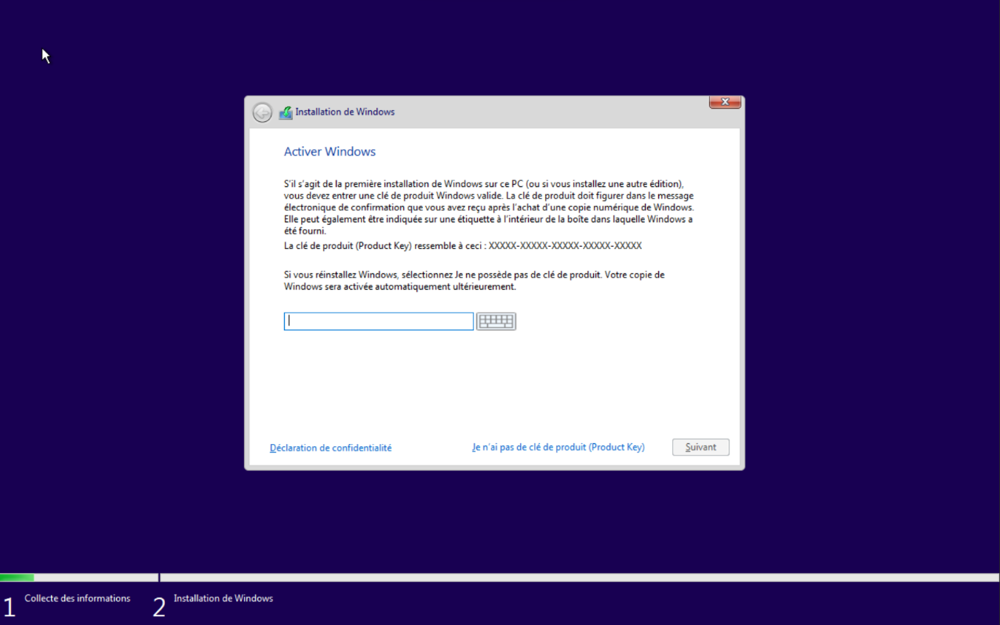 Installation de Windows
Activer Windows
S'il s'agit de la première installation de Windows sur ce PC (ou si vous installez une autre édition),
vous devez entrer une clé de produit Windows valide. La clé de produit doit figurer dans le message
électronique de confirmation que vous avez reçu après l'achat d'une copie numérique de Windows.
Elle peut également être indiquée sur une étiquette à l'intérieur de la boîte dans laquelle Windows a
été fourni.
La clé de produit (Product Key) ressemble à ceci : XXXXX-XXXXX-XXXXX-XXXXX-XXXXX
Si vous réinstallez Windows, sélectionnez Je ne possède pas de clé de produit. Votre copie de
Windows sera activée automatiquement ultérieurement.
Déclaration de confidentialité
Je n'ai pas de clé de produit (Product Key)
Suivant
1 Collecte des informations
2 Installation de Windows